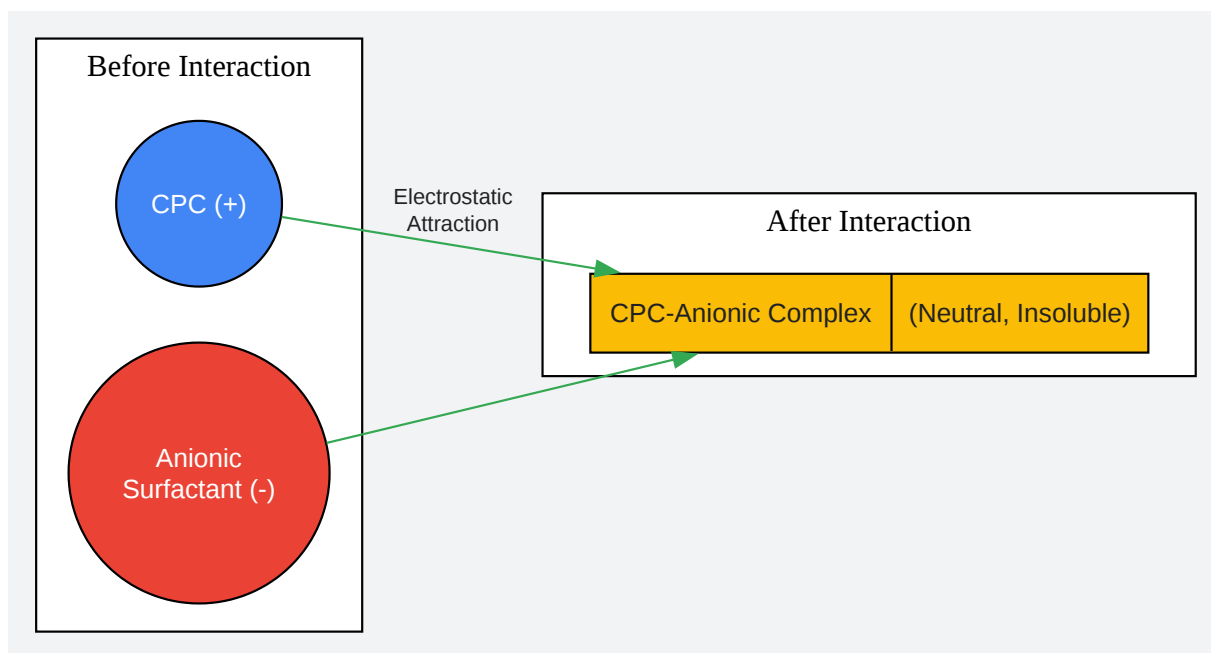 Before Interaction
CPC (+)
Anionic
Surfactant (-)
Electrostatic
Attraction
After Interaction
CPC-Anionic Complex
(Neutral, Insoluble)